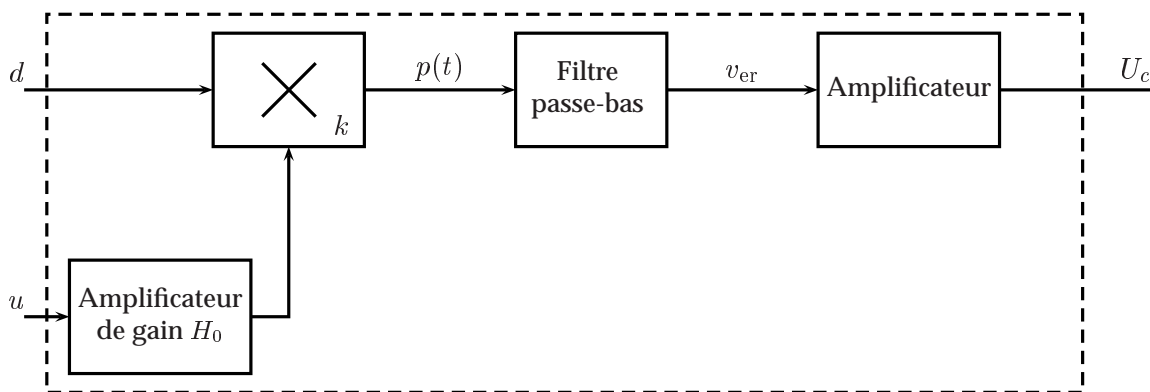 d
k
p(t)
Filtre
passe-bas
v_er
Amplificateur
U_c
u
Amplificateur
de gain H_0